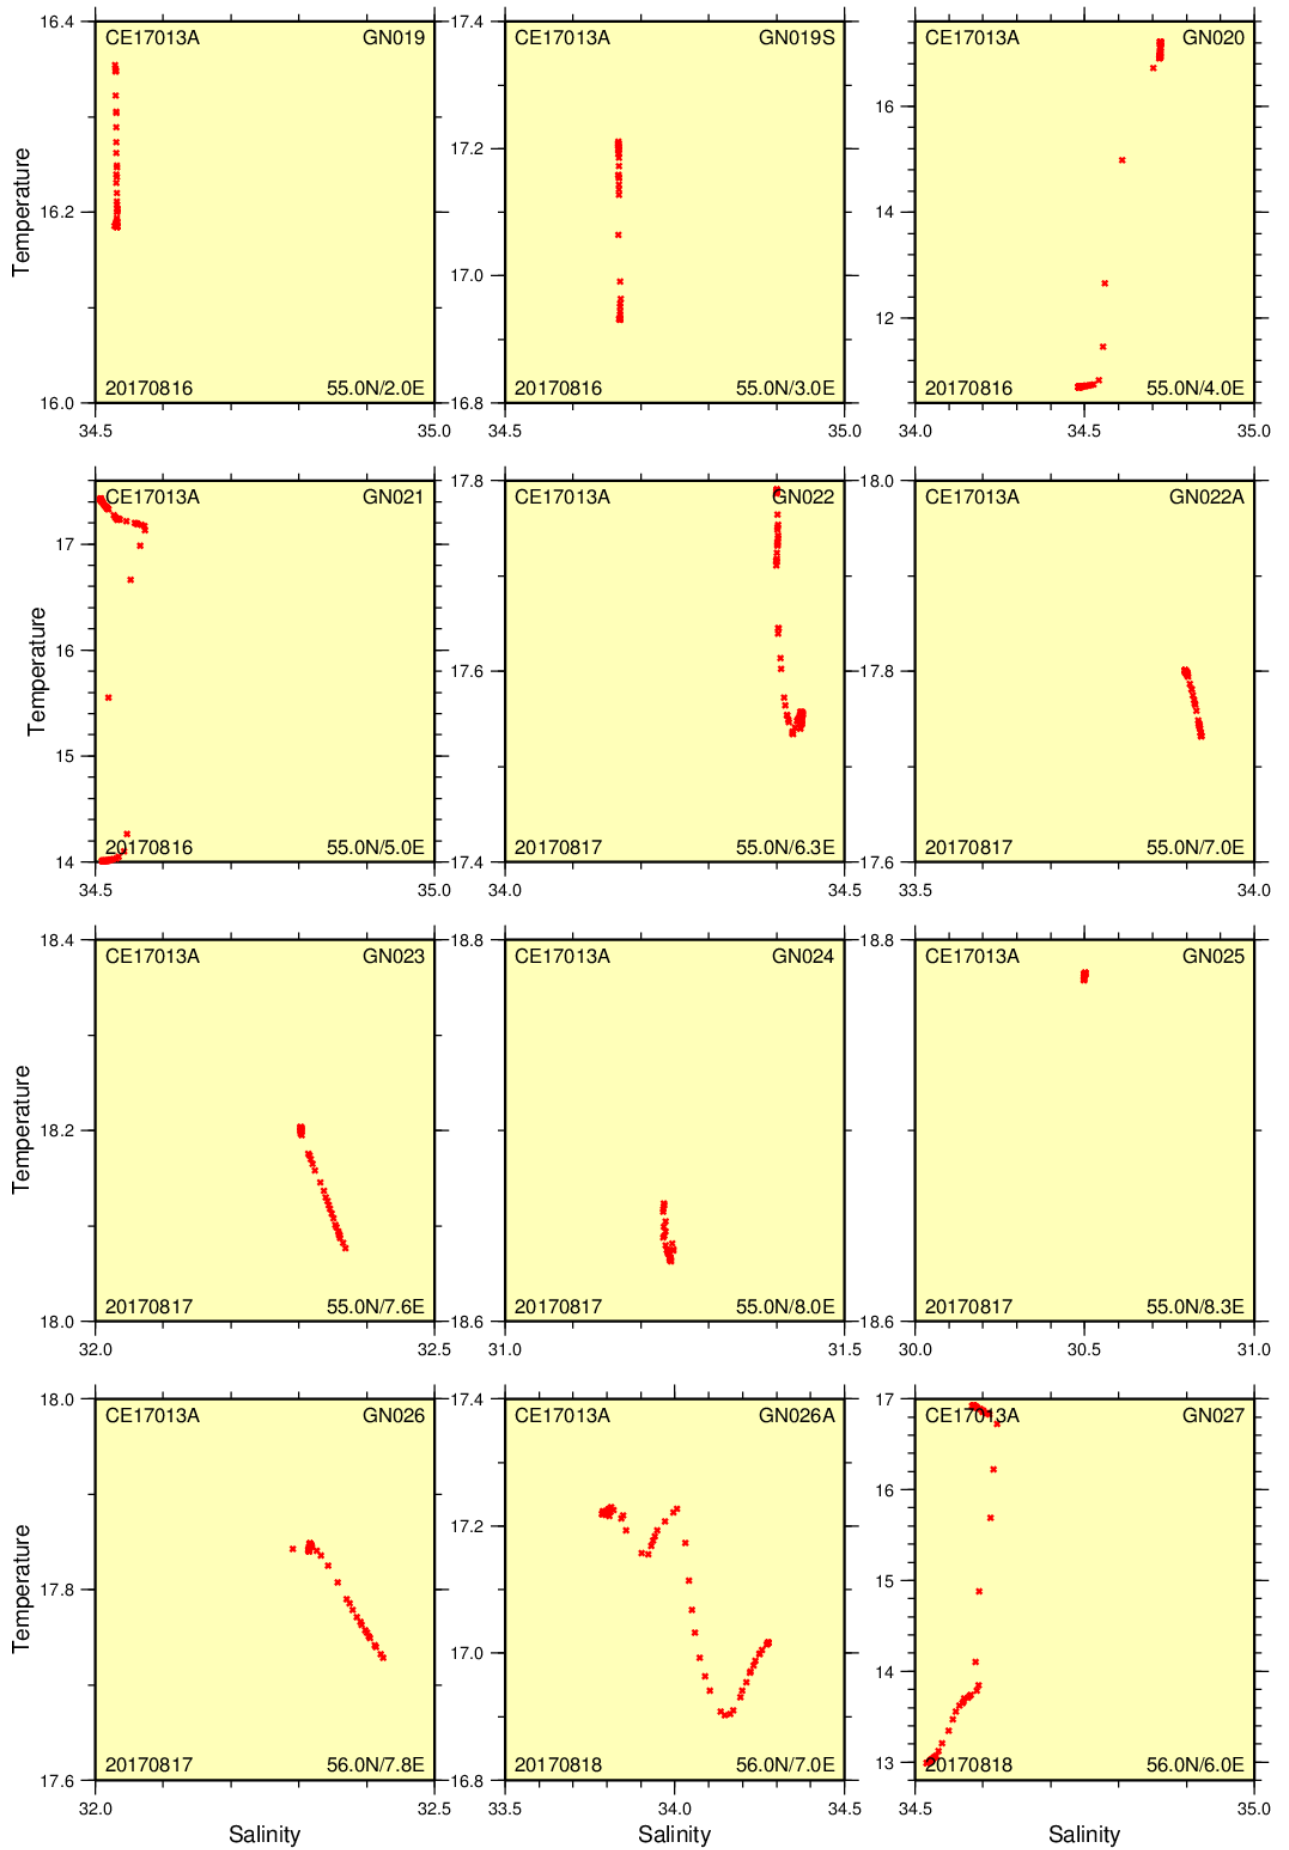 16.4
CE17013A GN019
16.2
Temperature
20170816 55.0N/2.0E
16.0
34.5 35.0
17.4
CE17013A GN019S
17.2
17.0
20170816 55.0N/3.0E
16.8
34.5 35.0
CE17013A GN020
16
14
12
20170816 55.0N/4.0E
34.0 34.5 35.0
CE17013A GN021
17
16
Temperature
15
20170816 55.0N/5.0E
14
34.5 35.0
17.8
CE17013A GN022
17.6
20170817 55.0N/6.3E
17.4
34.0 34.5
18.0
CE17013A GN022A
17.8
20170817 55.0N/7.0E
17.6
33.5 34.0
18.4
CE17013A GN023
18.2
Temperature
20170817 55.0N/7.6E
18.0
32.0 32.5
18.8
CE17013A GN024
20170817 55.0N/8.0E
18.6
31.0 31.5
18.8
CE17013A GN025
20170817 55.0N/8.3E
18.6
30.0 30.5 31.0
18.0
CE17013A GN026
17.8
Temperature
20170817 56.0N/7.8E
17.6
32.0 32.5
Salinity
17.4
CE17013A GN026A
17.2
17.0
20170818 56.0N/7.0E
16.8
33.5 34.0 34.5
Salinity
17
CE17013A GN027
16
15
14
13
20170818 56.0N/6.0E
34.5 35.0
Salinity